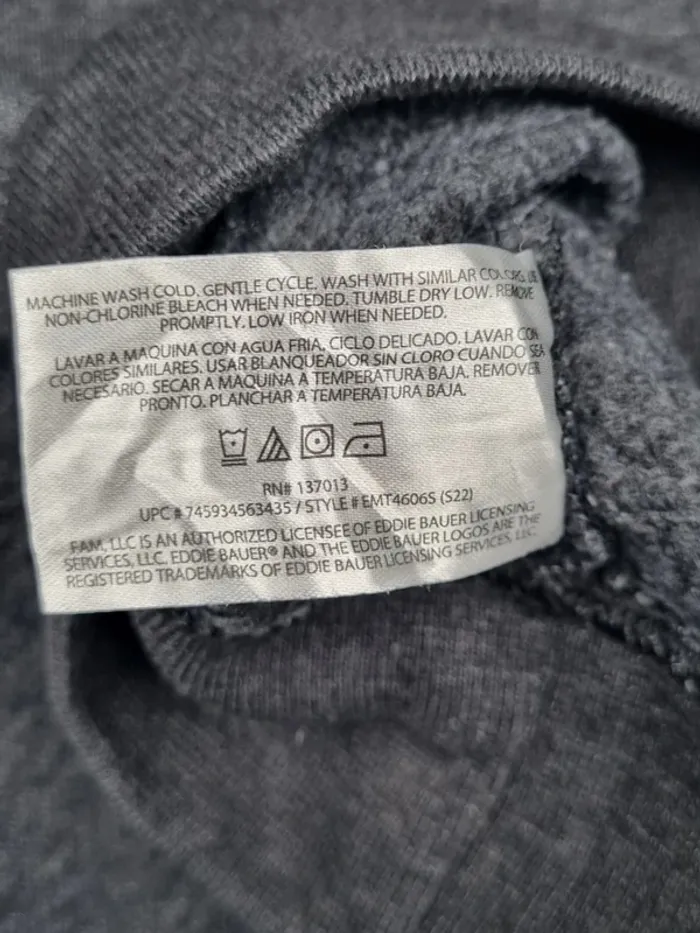 MACHINE WASH COLD, GENTLE CYCLE, WASH WITH SIMILAR COLORS, USE
NON-CHLORINE BLEACH WHEN NEEDED. TUMBLE DRY LOW. REMOVE
PROMPTLY. LOW IRON WHEN NEEDED.
LAVAR A MAQUINA CON AGUA FRIA, CICLO DELICADO, LAVAR CON
COLORES SIMILARES. USAR BLANQUEADOR SIN CLORO CUANDO SEA
NECESARIO. SECAR A MAQUINA A TEMPERATURA BAJA. REMOVER
PRONTO. PLANCHAR A TEMPERATURA BAJA.
RN# 137013
UPC # 745934563435 / STYLE # EMT4606S (S22)
FAM, LLC IS AN AUTHORIZED LICENSEE OF EDDIE BAUER LICENSING
SERVICES, LLC. EDDIE BAUER® AND THE EDDIE BAUER LOGOS ARE THE
REGISTERED TRADEMARKS OF EDDIE BAUER LICENSING SERVICES, LLC.